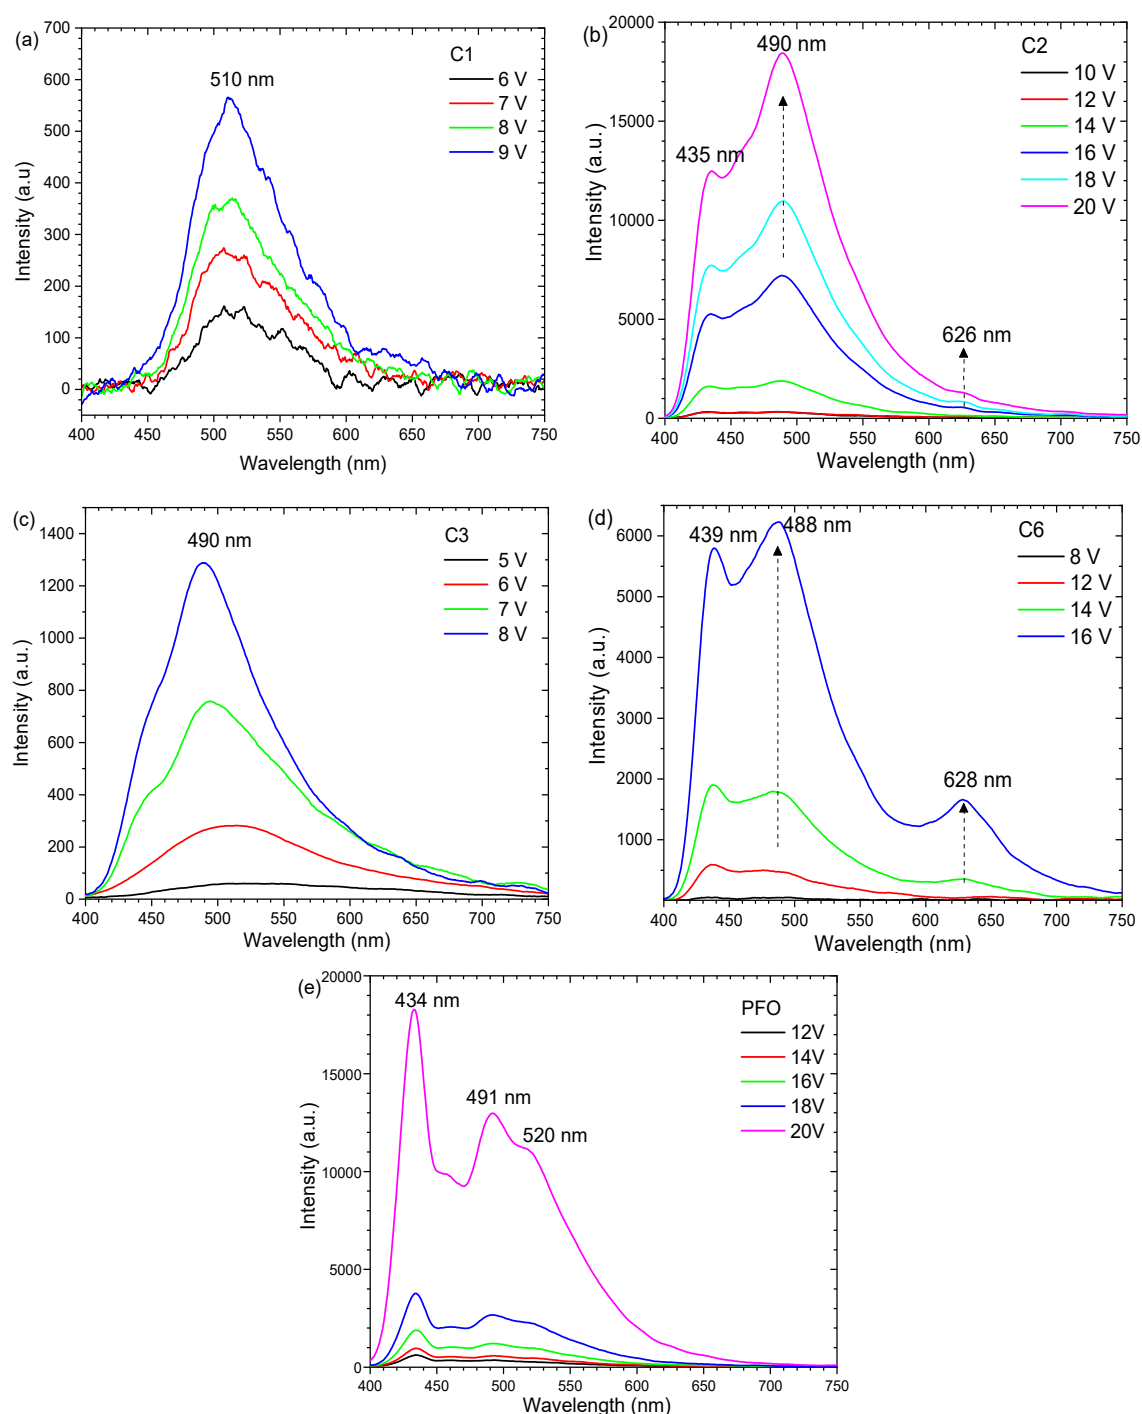 (a)
C1
6 V
7 V
8 V
9 V
510 nm
700
600
500
400
300
200
100
0
400 450 500 550 600 650 700 750
Intensity (a.u)
Wavelength (nm)
(b)
C2
10 V
12 V
14 V
16 V
18 V
20 V
490 nm
435 nm
626 nm
20000
15000
10000
5000
0
400 450 500 550 600 650 700 750
Intensity (a.u.)
Wavelength (nm)
(c)
C3
5 V
6 V
7 V
8 V
490 nm
1400
1200
1000
800
600
400
200
0
400 450 500 550 600 650 700 750
Intensity (a.u.)
Wavelength (nm)
(d)
C6
8 V
12 V
14 V
16 V
439 nm
488 nm
628 nm
6000
5000
4000
3000
2000
1000
400 450 500 550 600 650 700 750
Intensity (a.u.)
Wavelength (nm)
(e)
PFO
12V
14V
16V
18V
20V
434 nm
491 nm
520 nm
20000
15000
10000
5000
0
400 450 500 550 600 650 700 750
Intensity (a.u.)
Wavelength (nm)